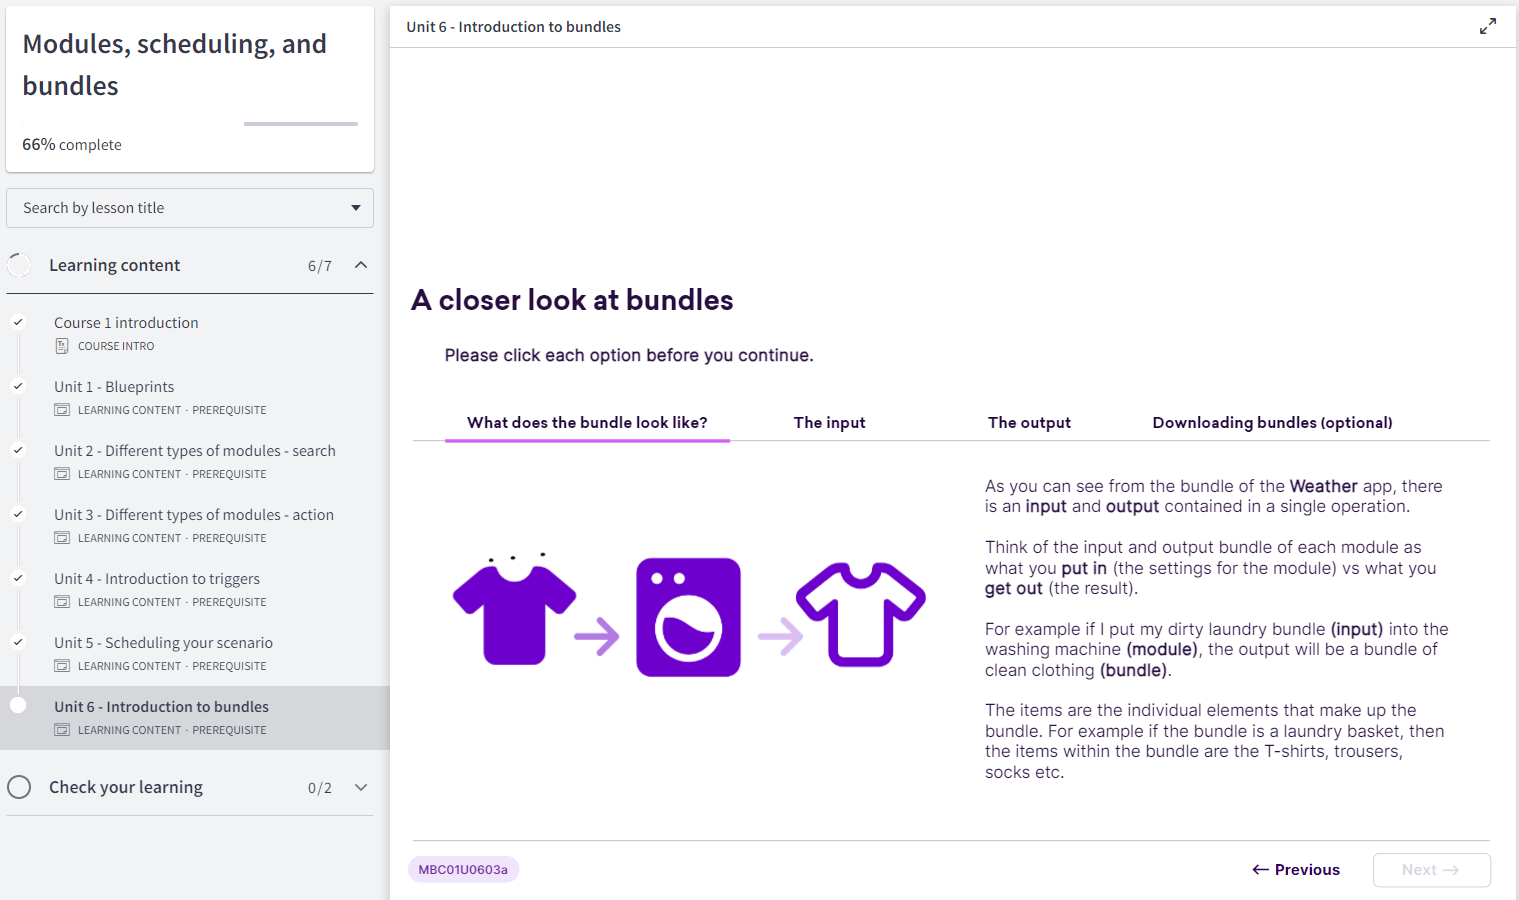 Modules, scheduling, and
bundles
66% complete
Search by lesson title
Learning content 6/7
Course 1 introduction
COURSE INTRO
Unit 1 - Blueprints
LEARNING CONTENT · PREREQUISITE
Unit 2 - Different types of modules - search
LEARNING CONTENT · PREREQUISITE
Unit 3 - Different types of modules - action
LEARNING CONTENT · PREREQUISITE
Unit 4 - Introduction to triggers
LEARNING CONTENT · PREREQUISITE
Unit 5 - Scheduling your scenario
LEARNING CONTENT · PREREQUISITE
Unit 6 - Introduction to bundles
LEARNING CONTENT · PREREQUISITE
Check your learning 0/2
Unit 6 - Introduction to bundles
A closer look at bundles
Please click each option before you continue.
What does the bundle look like? The input The output Downloading bundles (optional)
As you can see from the bundle of the Weather app, there
is an input and output contained in a single operation.
Think of the input and output bundle of each module as
what you put in (the settings for the module) vs what you
get out (the result).
For example if I put my dirty laundry bundle (input) into the
washing machine (module), the output will be a bundle of
clean clothing (bundle).
The items are the individual elements that make up the
bundle. For example if the bundle is a laundry basket, then
the items within the bundle are the T-shirts, trousers,
socks etc.
MBC01U0603a
← Previous
Next →